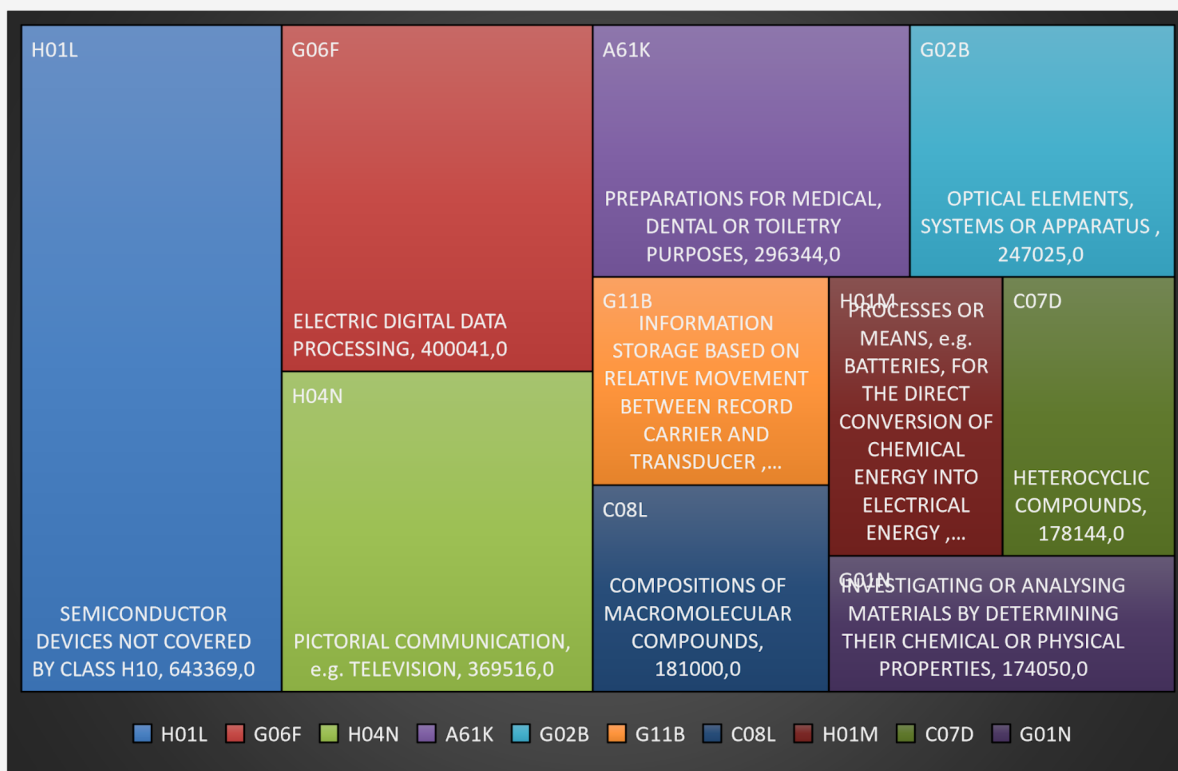 H01L
SEMICONDUCTOR
DEVICES NOT COVERED
BY CLASS H10, 643369,0
G06F
ELECTRIC DIGITAL DATA
PROCESSING, 400041,0
H04N
PICTORIAL COMMUNICATION,
e.g. TELEVISION, 369516,0
A61K
PREPARATIONS FOR MEDICAL,
DENTAL OR TOILETRY
PURPOSES, 296344,0
G02B
OPTICAL ELEMENTS,
SYSTEMS OR APPARATUS ,
247025,0
G11B
INFORMATION
STORAGE BASED ON
RELATIVE MOVEMENT
BETWEEN RECORD
CARRIER AND
TRANSDUCER ,...
C08L
COMPOSITIONS OF
MACROMOLECULAR
COMPOUNDS,
181000,0
H01M
PROCESSES OR
MEANS, e.g.
BATTERIES, FOR
THE DIRECT
CONVERSION OF
CHEMICAL
ENERGY INTO
ELECTRICAL
ENERGY ,...
C07D
HETEROCYCLIC
COMPOUNDS,
178144,0
G01N
INVESTIGATING OR ANALYSING
MATERIALS BY DETERMINING
THEIR CHEMICAL OR PHYSICAL
PROPERTIES, 174050,0
H01L G06F H04N A61K G02B G11B C08L H01M C07D G01N